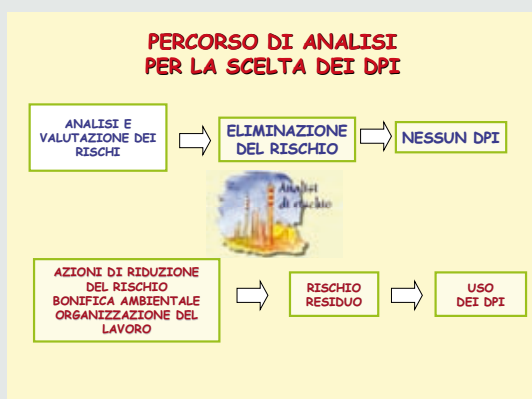 PERCORSO DI ANALISI
PER LA SCELTA DEI DPI
ANALISI E
VALUTAZIONE DEI
RISCHI
ELIMINAZIONE
DEL RISCHIO
NESSUN DPI
Analisi
di rischio
AZIONI DI RIDUZIONE
DEL RISCHIO
BONIFICA AMBIENTALE
ORGANIZZAZIONE DEL
LAVORO
RISCHIO
RESIDUO
USO
DEI DPI